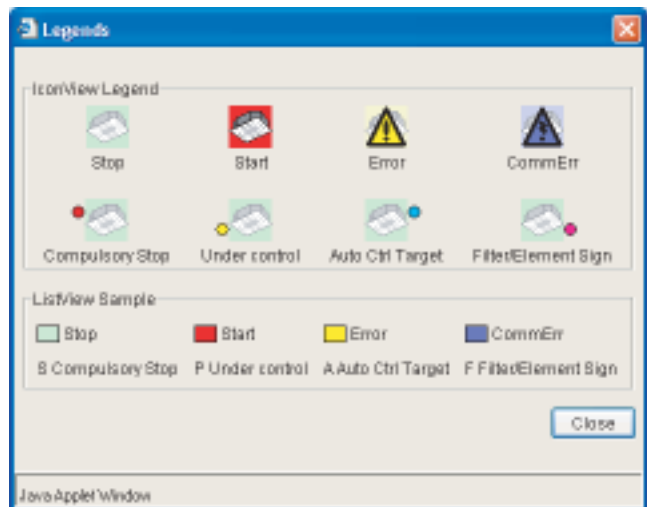 Legends
IconView Legend
Stop Start Error CommErr
Compulsory Stop Under control Auto Ctrl Target Filter/Element Sign
ListView Sample
Stop Start Error CommErr
S Compulsory Stop P Under control A Auto Ctrl Target F Filter/Element Sign
Close
Java Applet Window